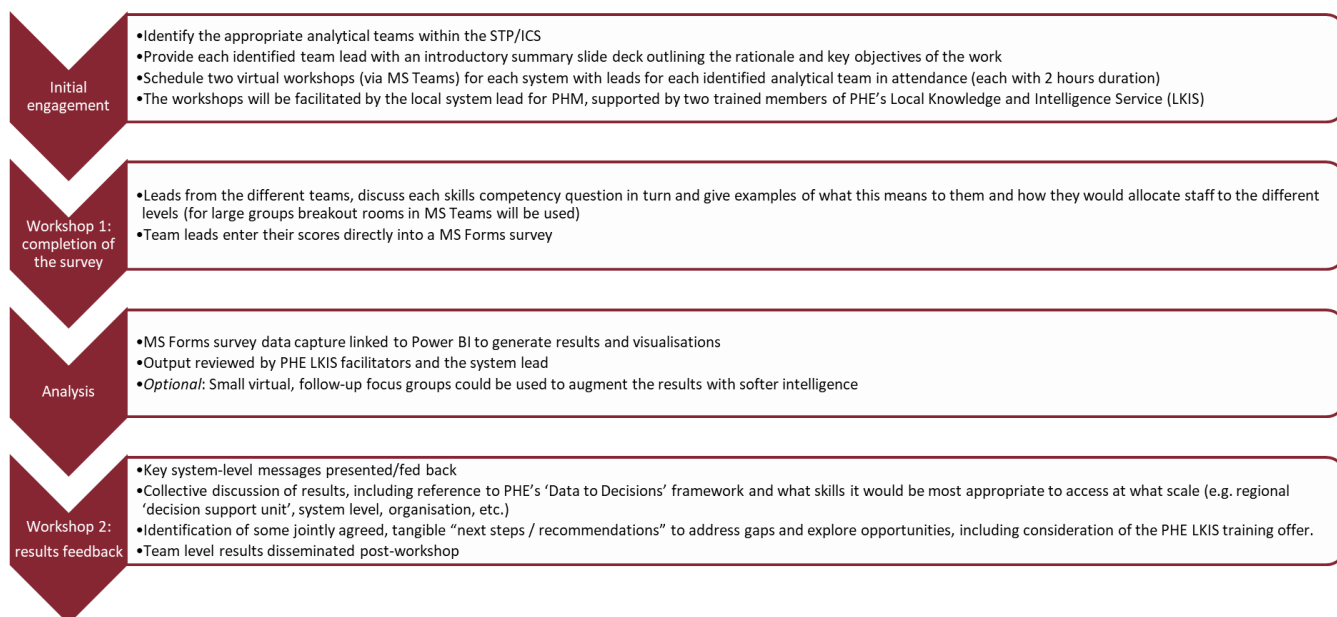 Initial
engagement
•Identify the appropriate analytical teams within the STP/ICS
•Provide each identified team lead with an introductory summary slide deck outlining the rationale and key objectives of the work
•Schedule two virtual workshops (via MS Teams) for each system with leads for each identified analytical team in attendance (each with 2 hours duration)
•The workshops will be facilitated by the local system lead for PHM, supported by two trained members of PHE's Local Knowledge and Intelligence Service (LKIS)
Workshop 1:
completion of
the survey
•Leads from the different teams, discuss each skills competency question in turn and give examples of what this means to them and how they would allocate staff to the different
levels (for large groups breakout rooms in MS Teams will be used)
•Team leads enter their scores directly into a MS Forms survey
Analysis
•MS Forms survey data capture linked to Power BI to generate results and visualisations
•Output reviewed by PHE LKIS facilitators and the system lead
•Optional: Small virtual, follow-up focus groups could be used to augment the results with softer intelligence
Workshop 2:
results feedback
•Key system-level messages presented/fed back
•Collective discussion of results, including reference to PHE's 'Data to Decisions' framework and what skills it would be most appropriate to access at what scale (e.g. regional
'decision support unit', system level, organisation, etc.)
•Identification of some jointly agreed, tangible "next steps / recommendations" to address gaps and explore opportunities, including consideration of the PHE LKIS training offer.
•Team level results disseminated post-workshop